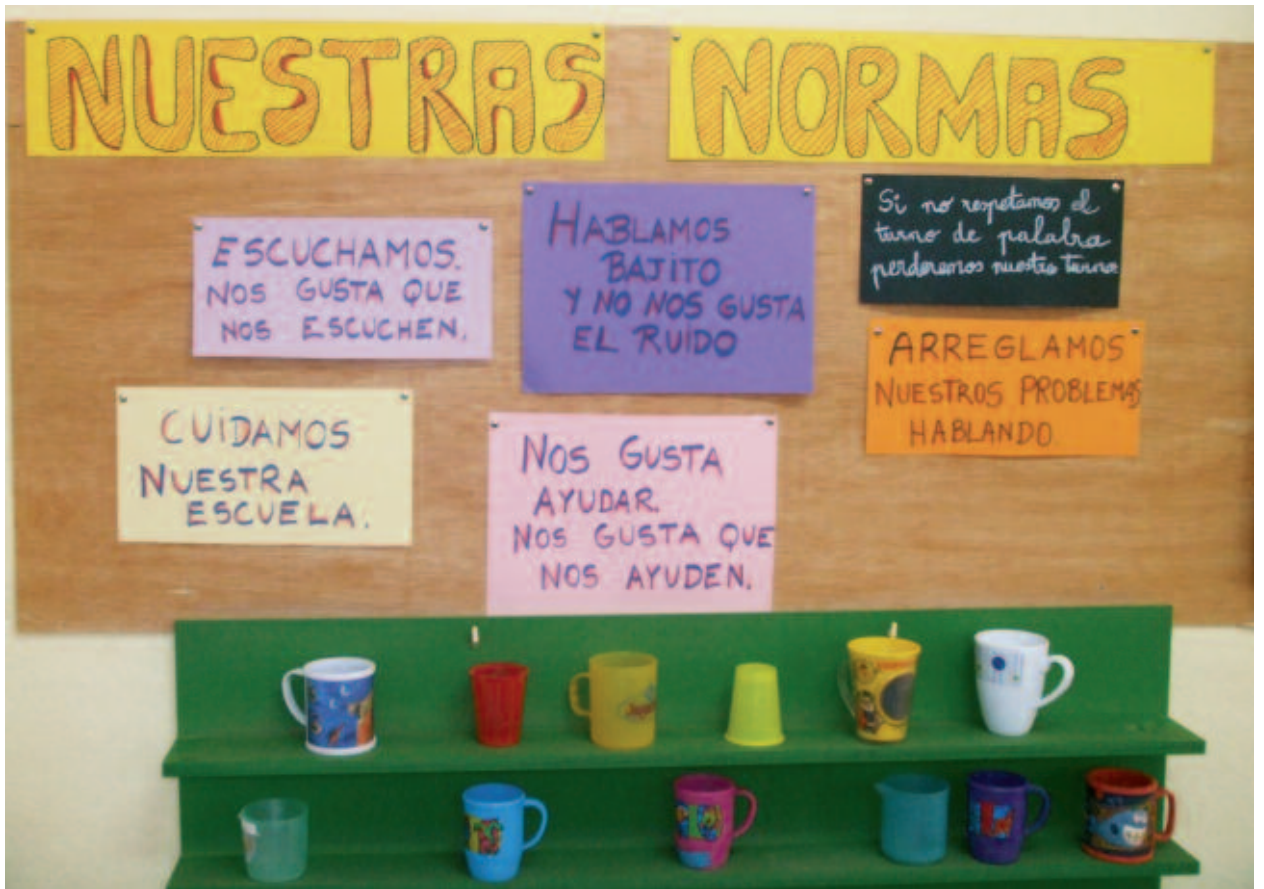 NUESTRAS NORMAS
ESCUCHAMOS.
NOS GUSTA QUE
NOS ESCUCHEN.
HABLAMOS
BAJITO
Y NO NOS GUSTA
EL RUIDO
Si no respetamos el
turno de palabra
perderemos nuestro turno
ARREGLAMOS
NUESTROS PROBLEMAS
HABLANDO
CUIDAMOS
NUESTRA
ESCUELA.
NOS GUSTA
AYUDAR.
NOS GUSTA QUE
NOS AYUDEN.